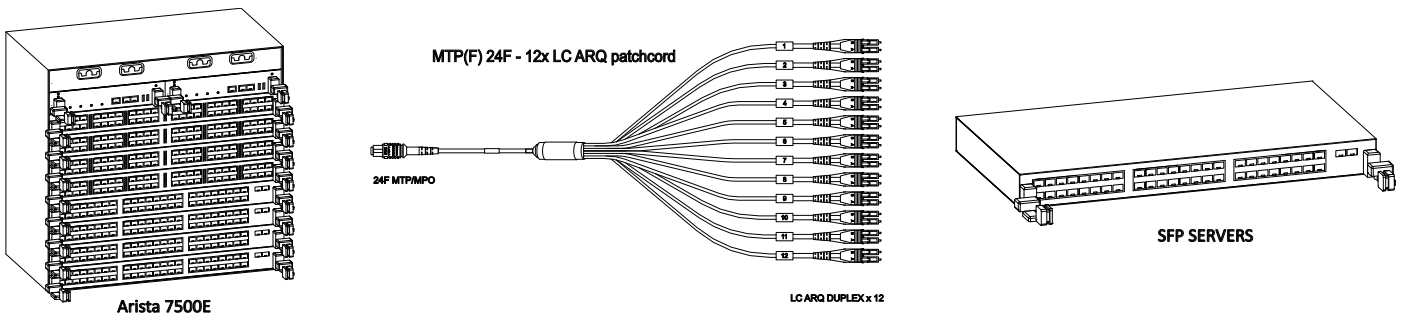 MTP(F) 24F - 12x LC ARQ patchcord
1
2
3
4
5
6
7
8
9
10
11
12
24F MTP/MPO
LC ARQ DUPLEX x 12
Arista 7500E
SFP SERVERS